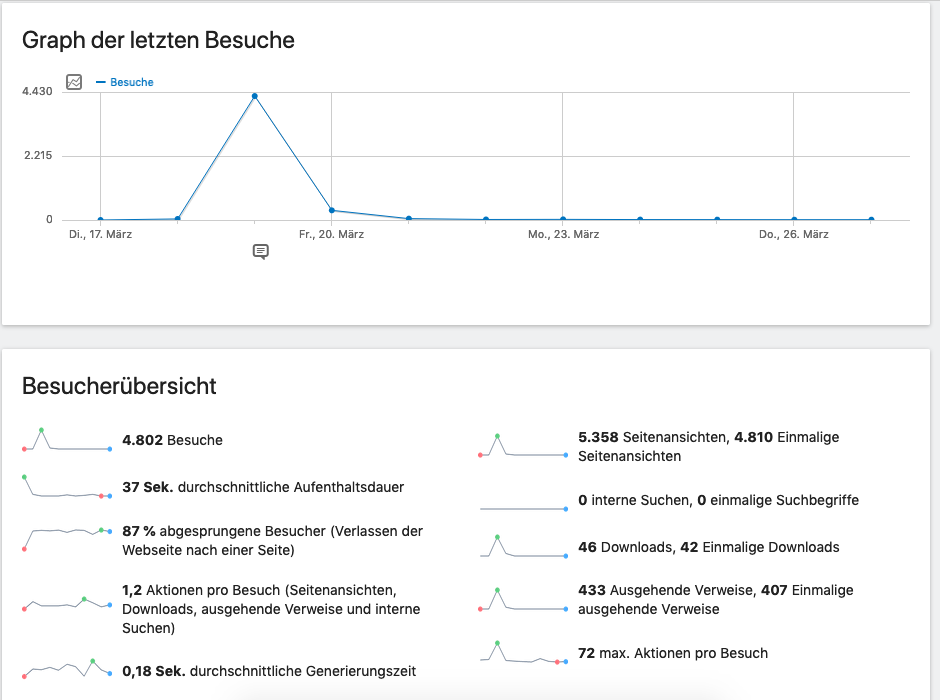 Graph der letzten Besuche
Besuche
4.430
2.215
0
Di., 17. März
Fr., 20. März
Mo., 23. März
Do., 26. März
Besucherübersicht
4.802 Besuche
37 Sek. durchschnittliche Aufenthaltsdauer
87 % abgesprungene Besucher (Verlassen der
Webseite nach einer Seite)
1,2 Aktionen pro Besuch (Seitenansichten,
Downloads, ausgehende Verweise und interne
Suchen)
0,18 Sek. durchschnittliche Generierungszeit
5.358 Seitenansichten, 4.810 Einmalige
Seitenansichten
0 interne Suchen, 0 einmalige Suchbegriffe
46 Downloads, 42 Einmalige Downloads
433 Ausgehende Verweise, 407 Einmalige
ausgehende Verweise
72 max. Aktionen pro Besuch